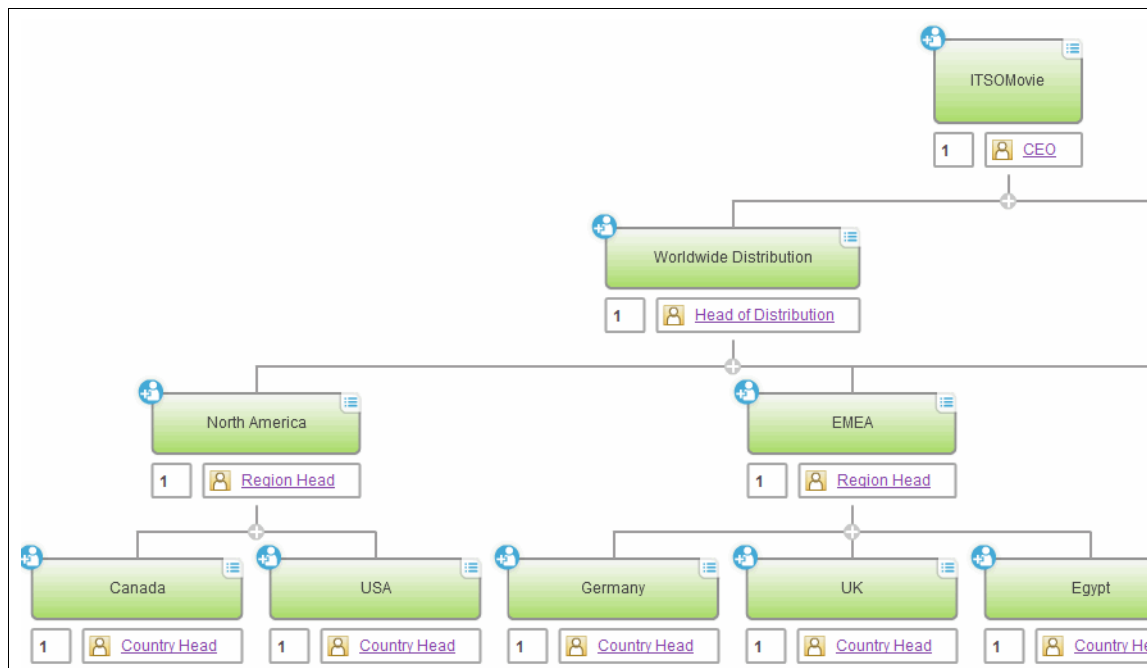 ITSOMovie
1 CEO
Worldwide Distribution
1 Head of Distribution
North America EMEA
1 Region Head 1 Region Head
Canada USA Germany UK Egypt
1 Country Head 1 Country Head 1 Country Head 1 Country Head 1 Country